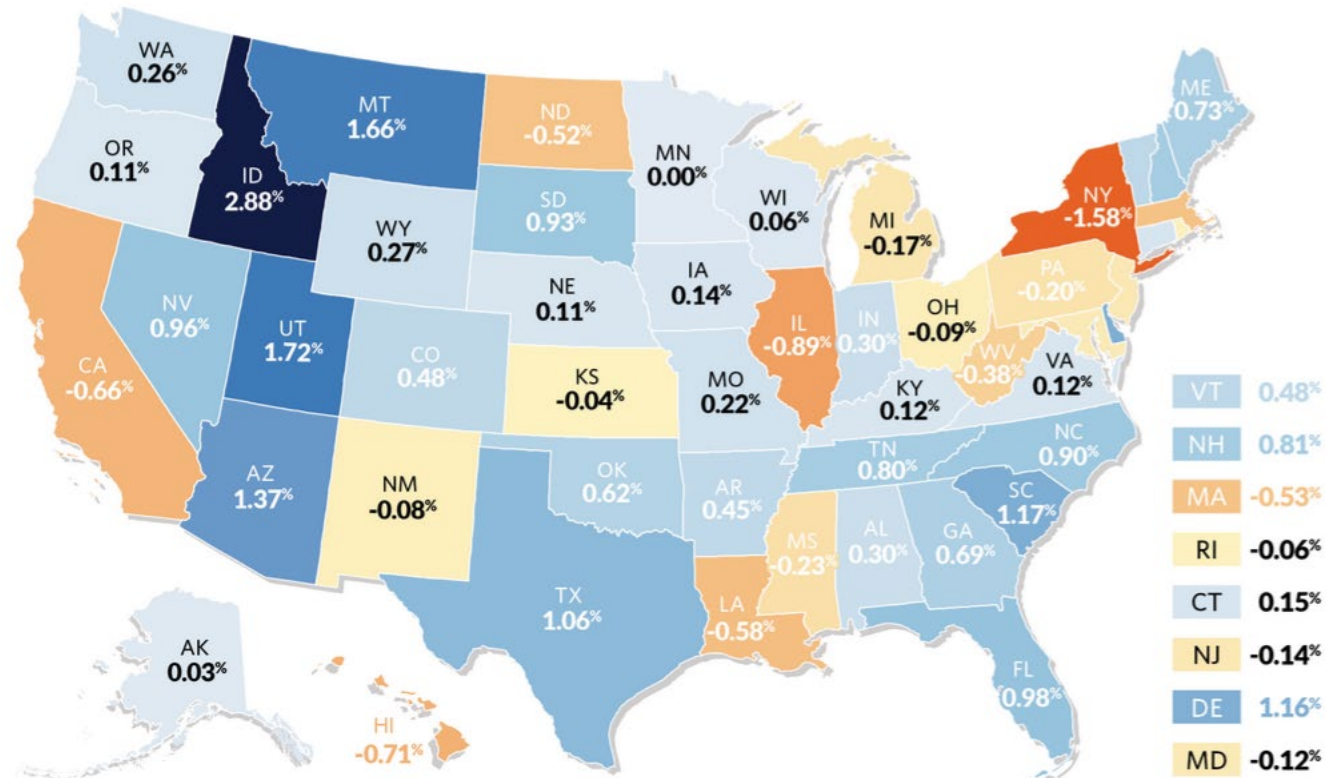 WA
0.26%
OR
0.11%
ID
2.88%
MT
1.66%
ND
-0.52%
MN
0.00%
WI
0.06%
MI
-0.17%
NY
-1.58%
ME
0.73%
WY
0.27%
SD
0.93%
IA
0.14%
NE
0.11%
NV
0.96%
UT
1.72%
CO
0.48%
CA
-0.66%
KS
-0.04%
MO
0.22%
IL
-0.89%
IN
0.30%
OH
-0.09%
PA
-0.20%
WV
-0.38%
VA
0.12%
KY
0.12%
AZ
1.37%
NM
-0.08%
OK
0.62%
AR
0.45%
TN
0.80%
NC
0.90%
SC
1.17%
MS
-0.23%
AL
0.30%
GA
0.69%
TX
1.06%
LA
-0.58%
FL
0.98%
AK
0.03%
HI
-0.71%
VT 0.48%
NH 0.81%
MA -0.53%
RI -0.06%
CT 0.15%
NJ -0.14%
DE 1.16%
MD -0.12%